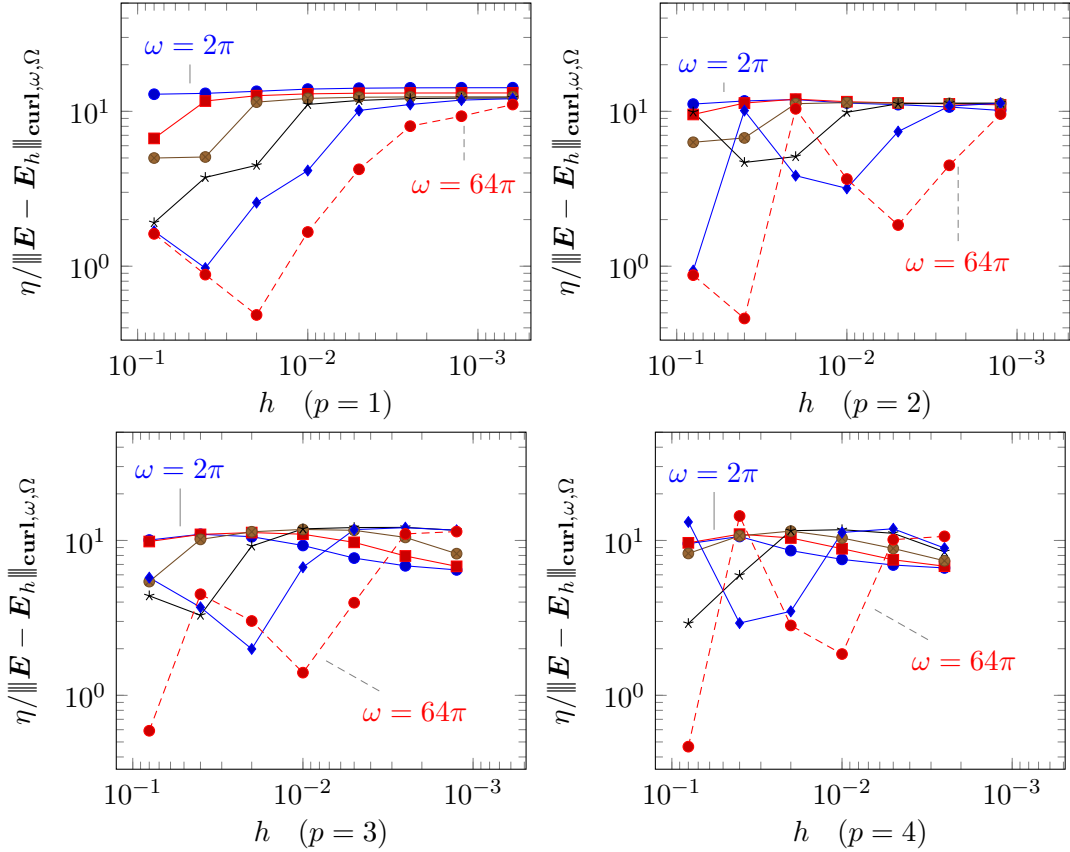 η/⦀E − E_h⦀_{curl,ω,Ω}
10^1
10^0
ω = 2π
ω = 64π
10^{−1} 10^{−2} 10^{−3}
h (p = 1)
η/⦀E − E_h⦀_{curl,ω,Ω}
10^1
10^0
ω = 2π
ω = 64π
10^{−1} 10^{−2} 10^{−3}
h (p = 2)
η/⦀E − E_h⦀_{curl,ω,Ω}
10^1
10^0
ω = 2π
ω = 64π
10^{−1} 10^{−2} 10^{−3}
h (p = 3)
η/⦀E − E_h⦀_{curl,ω,Ω}
10^1
10^0
ω = 2π
ω = 64π
10^{−1} 10^{−2} 10^{−3}
h (p = 4)